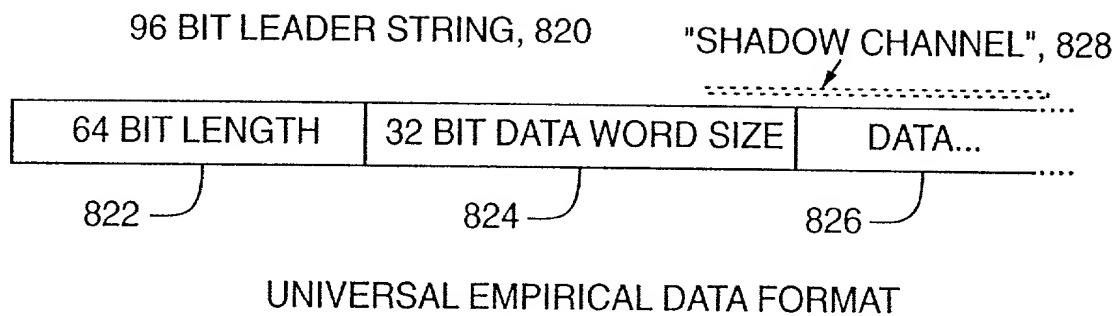 96 BIT LEADER STRING, 820
"SHADOW CHANNEL", 828
64 BIT LENGTH
32 BIT DATA WORD SIZE
DATA...
822
824
826
UNIVERSAL EMPIRICAL DATA FORMAT